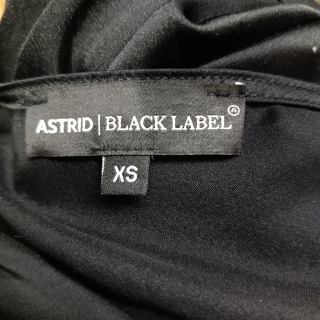 ASTRID | BLACK LABEL
XS